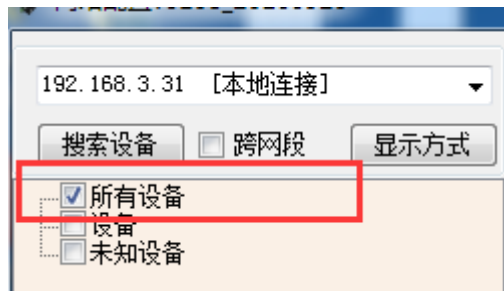 192.168.3.31 [本地连接]
搜索设备 跨网段 显示方式
所有设备
设备
未知设备